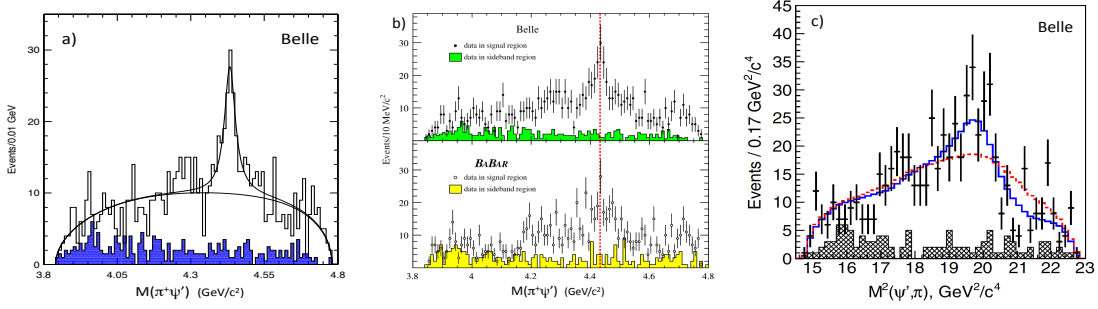 a)
Belle
Events/0.01 GeV
30
20
10
0
3.8
4.05
4.3
4.55
4.8
M(π⁺ψ') (GeV/c²)
b)
Belle
data in signal region
data in sideband region
30
20
10
Events/10 MeV/c²
BABAR
data in signal region
data in sideband region
30
20
10
3.8
4
4.2
4.4
4.6
4.8
M(π⁺ψ') (GeV/c²)
c)
Belle
Events / 0.17 GeV²/c⁴
45
40
35
30
25
20
15
10
5
0
15
16
17
18
19
20
21
22
23
M²(ψ',π), GeV²/c⁴